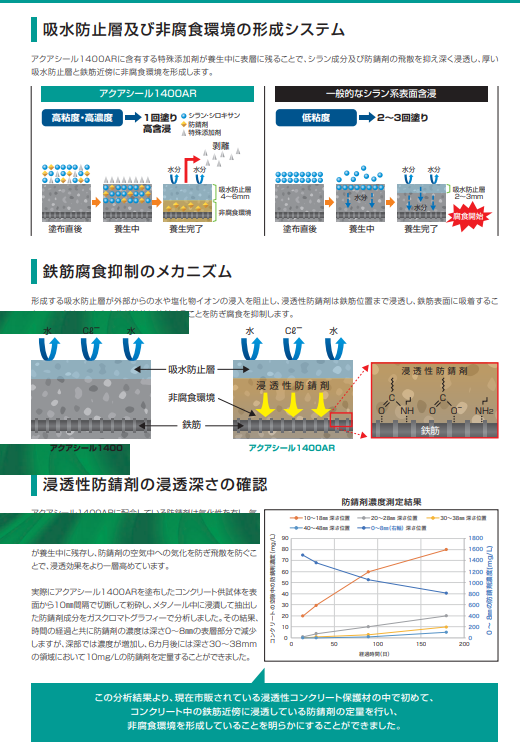 吸水防止層及び非腐食環境の形成システム
アクアシール1400ARに含有する特殊添加剤が養生中に表層に残ることで、シラン成分及び防錆剤の飛散を抑え深く浸透し、厚い
吸水防止層と鉄筋近傍に非腐食環境を形成します。
アクアシール1400AR
高粘度・高濃度
1回塗り
高含浸
シラン・シロキサン
防錆剤
特殊添加剤
剥離
水分
水分
吸水防止層
4〜6mm
非腐食環境
塗布直後
養生中
養生完了
一般的なシラン系表面含浸
低粘度
2〜3回塗り
水分
水分
水分
水分
吸水防止層
2〜3mm
腐食開始
塗布直後
養生中
養生完了
鉄筋腐食抑制のメカニズム
形成する吸水防止層が外部からの水や塩化物イオンの浸入を阻止し、浸透性防錆剤は鉄筋位置まで浸透し、鉄筋表面に吸着するこ
ことを防ぎ腐食を抑制します。
水 Cℓ− 水
水 Cℓ− 水
吸水防止層
非腐食環境
鉄筋
浸透性防錆剤
アクアシール1400
アクアシール1400AR
浸透性防錆剤
O C NH
O C O− NH2
鉄筋
浸透性防錆剤の浸透深さの確認
が養生中に残存し、防錆剤の空気中への気化を防ぎ飛散を防ぐこ
とで、浸透効果をより一層高めています。
実際にアクアシール1400ARを塗布したコンクリート供試体を表
面から10㎜間隔で切断して粉砕し、メタノール中に浸漬して抽出し
た防錆剤成分をガスクロマトグラフィーで分析しました。その結果、
時間の経過と共に防錆剤の濃度は深さ0〜8㎜の表層部分で減少
しますが、深部では濃度が増加し、6カ月後には深さ30〜38mm
の領域において10mg/Lの防錆剤を定量することができました。
防錆剤濃度測定結果
10〜18㎜ 深さ位置
20〜28㎜ 深さ位置
30〜38㎜ 深さ位置
40〜48㎜ 深さ位置
0〜8㎜(右軸) 深さ位置
90
80
70
60
50
40
30
20
10
0
1800
1600
1400
1200
1000
800
600
400
200
0
0 50 100 150 200
経過時間(日)
0〜8㎜の防錆剤濃度(mg/L)
この分析結果より、現在市販されている浸透性コンクリート保護材の中で初めて、
コンクリート中の鉄筋近傍に浸透している防錆剤の定量を行い、
非腐食環境を形成していることを明らかにすることができました。